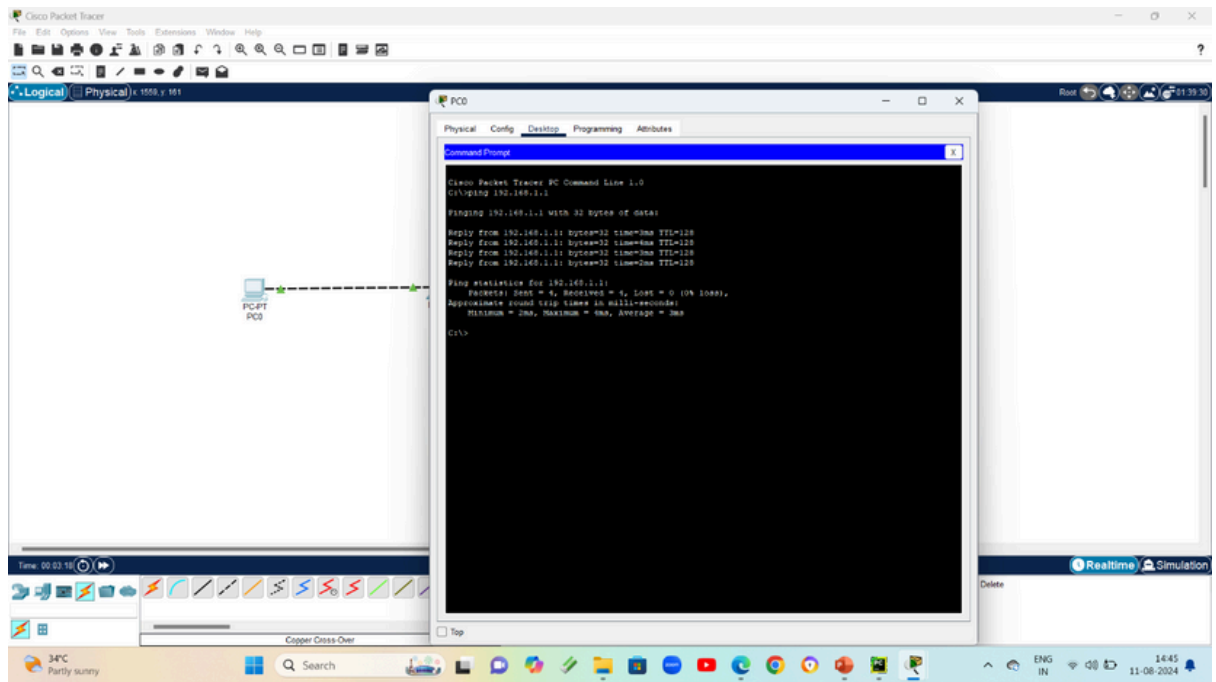 Cisco Packet Tracer
File Edit Options View Tools Extensions Window Help
?
Logical Physical x: 1550, y: 161
Root 01:39:30
PC0
Physical Config Desktop Programming Attributes
Command Prompt X
Cisco Packet Tracer PC Command Line 1.0
C:\>ping 192.168.1.1
Pinging 192.168.1.1 with 32 bytes of data:
Reply from 192.168.1.1: bytes=32 time=3ms TTL=128
Reply from 192.168.1.1: bytes=32 time=4ms TTL=128
Reply from 192.168.1.1: bytes=32 time=3ms TTL=128
Reply from 192.168.1.1: bytes=32 time=2ms TTL=128
Ping statistics for 192.168.1.1:
Packets: Sent = 4, Received = 4, Lost = 0 (0% loss),
Approximate round trip times in milli-seconds:
Minimum = 2ms, Maximum = 4ms, Average = 3ms
C:\>
PC-PT
PC0
Time: 00:03:18
Realtime Simulation
Delete
Copper Cross-Over
Top
34°C
Partly sunny
Search
ENG
IN
14:45
11-08-2024